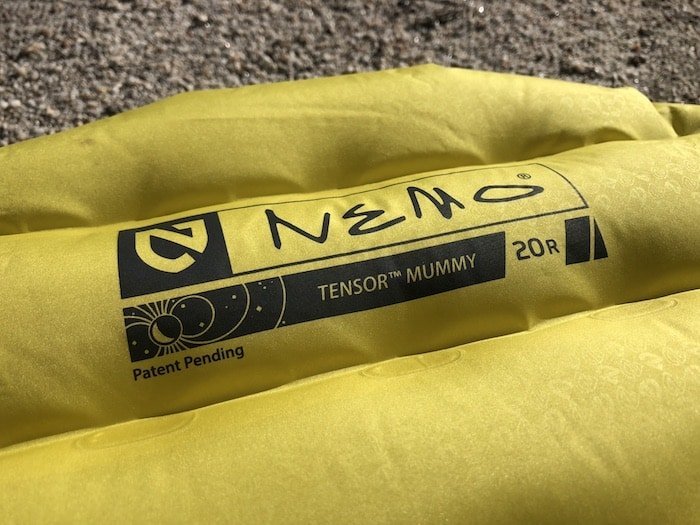 NEMO®
TENSOR™ MUMMY 20R
Patent Pending